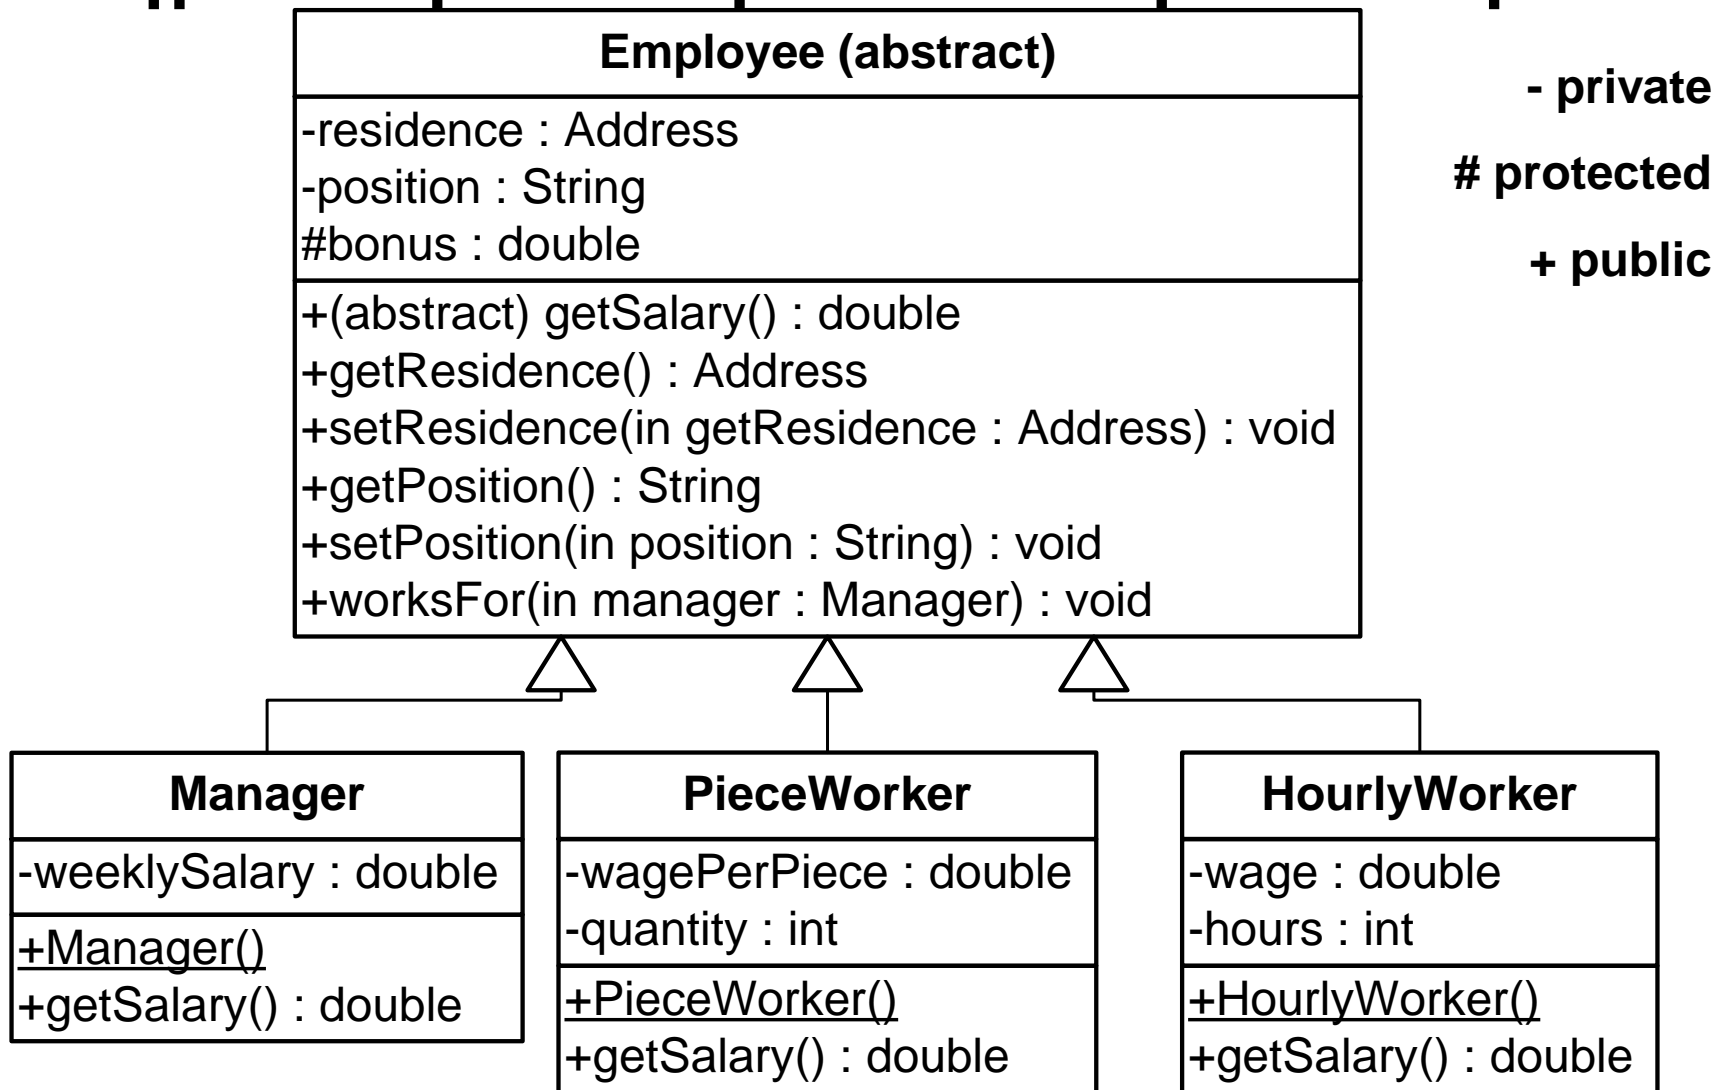 Employee (abstract)
-residence : Address
-position : String
#bonus : double
+(abstract) getSalary() : double
+getResidence() : Address
+setResidence(in getResidence : Address) : void
+getPosition() : String
+setPosition(in position : String) : void
+worksFor(in manager : Manager) : void
- private
# protected
+ public
Manager
-weeklySalary : double
+Manager()
+getSalary() : double
PieceWorker
-wagePerPiece : double
-quantity : int
+PieceWorker()
+getSalary() : double
HourlyWorker
-wage : double
-hours : int
+HourlyWorker()
+getSalary() : double